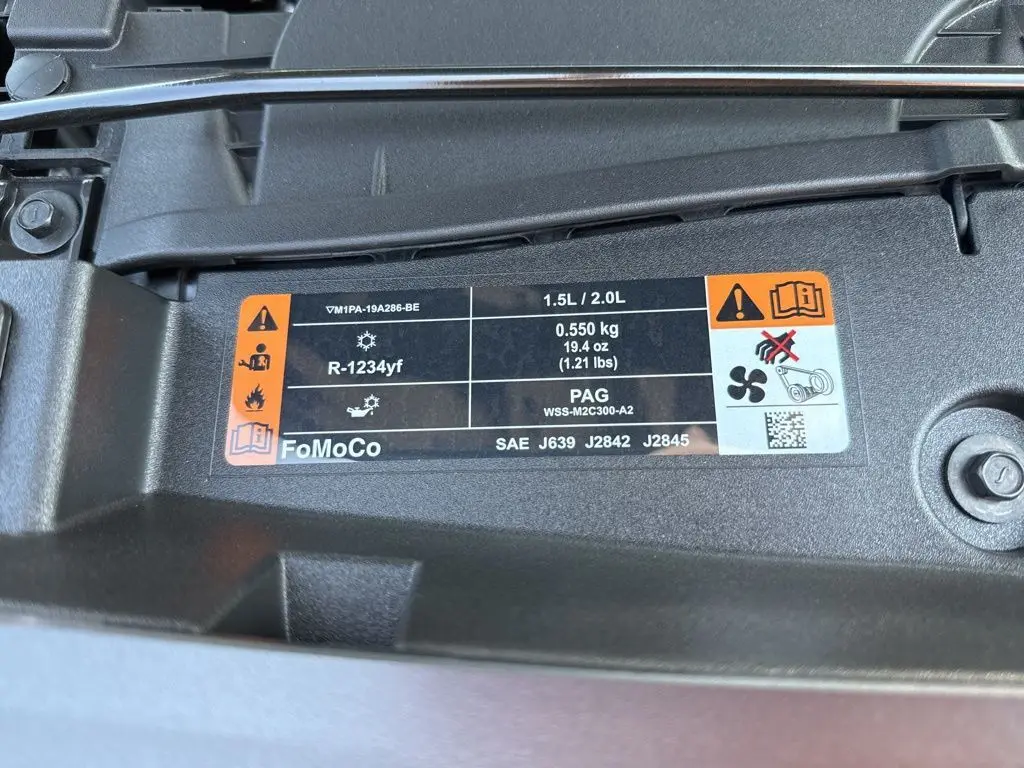 ▽M1PA-19A286-BE
1.5L / 2.0L
R-1234yf
0.550 kg
19.4 oz
(1.21 lbs)
PAG
WSS-M2C300-A2
FoMoCo
SAE J639 J2842 J2845